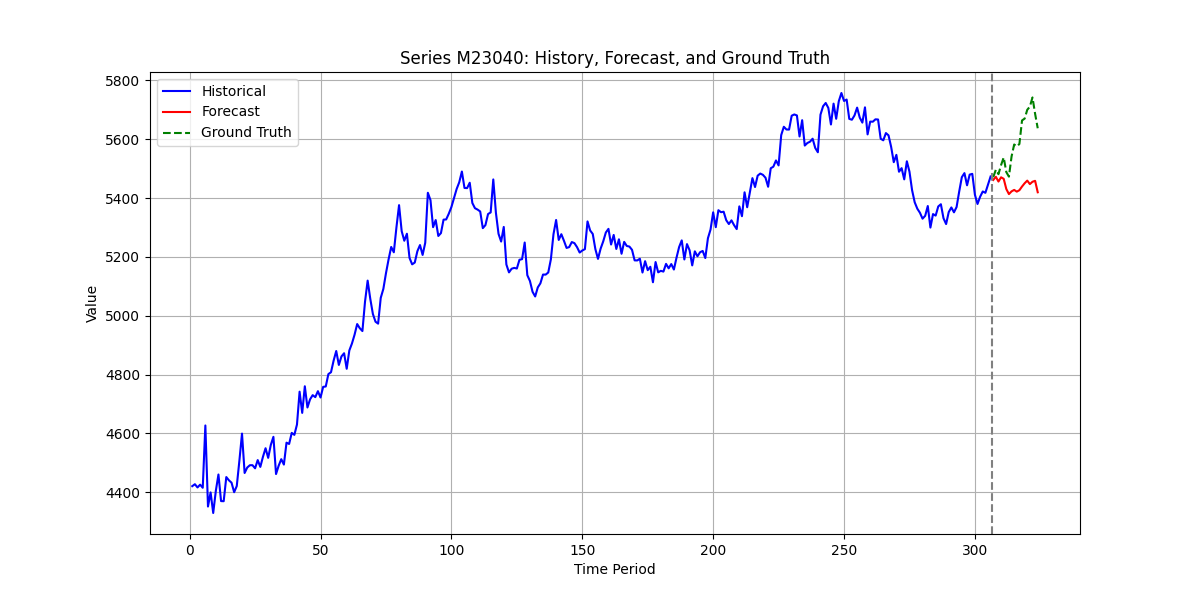 Series M23040: History, Forecast, and Ground Truth
Historical
Forecast
Ground Truth
Value
5800
5600
5400
5200
5000
4800
4600
4400
0 50 100 150 200 250 300
Time Period